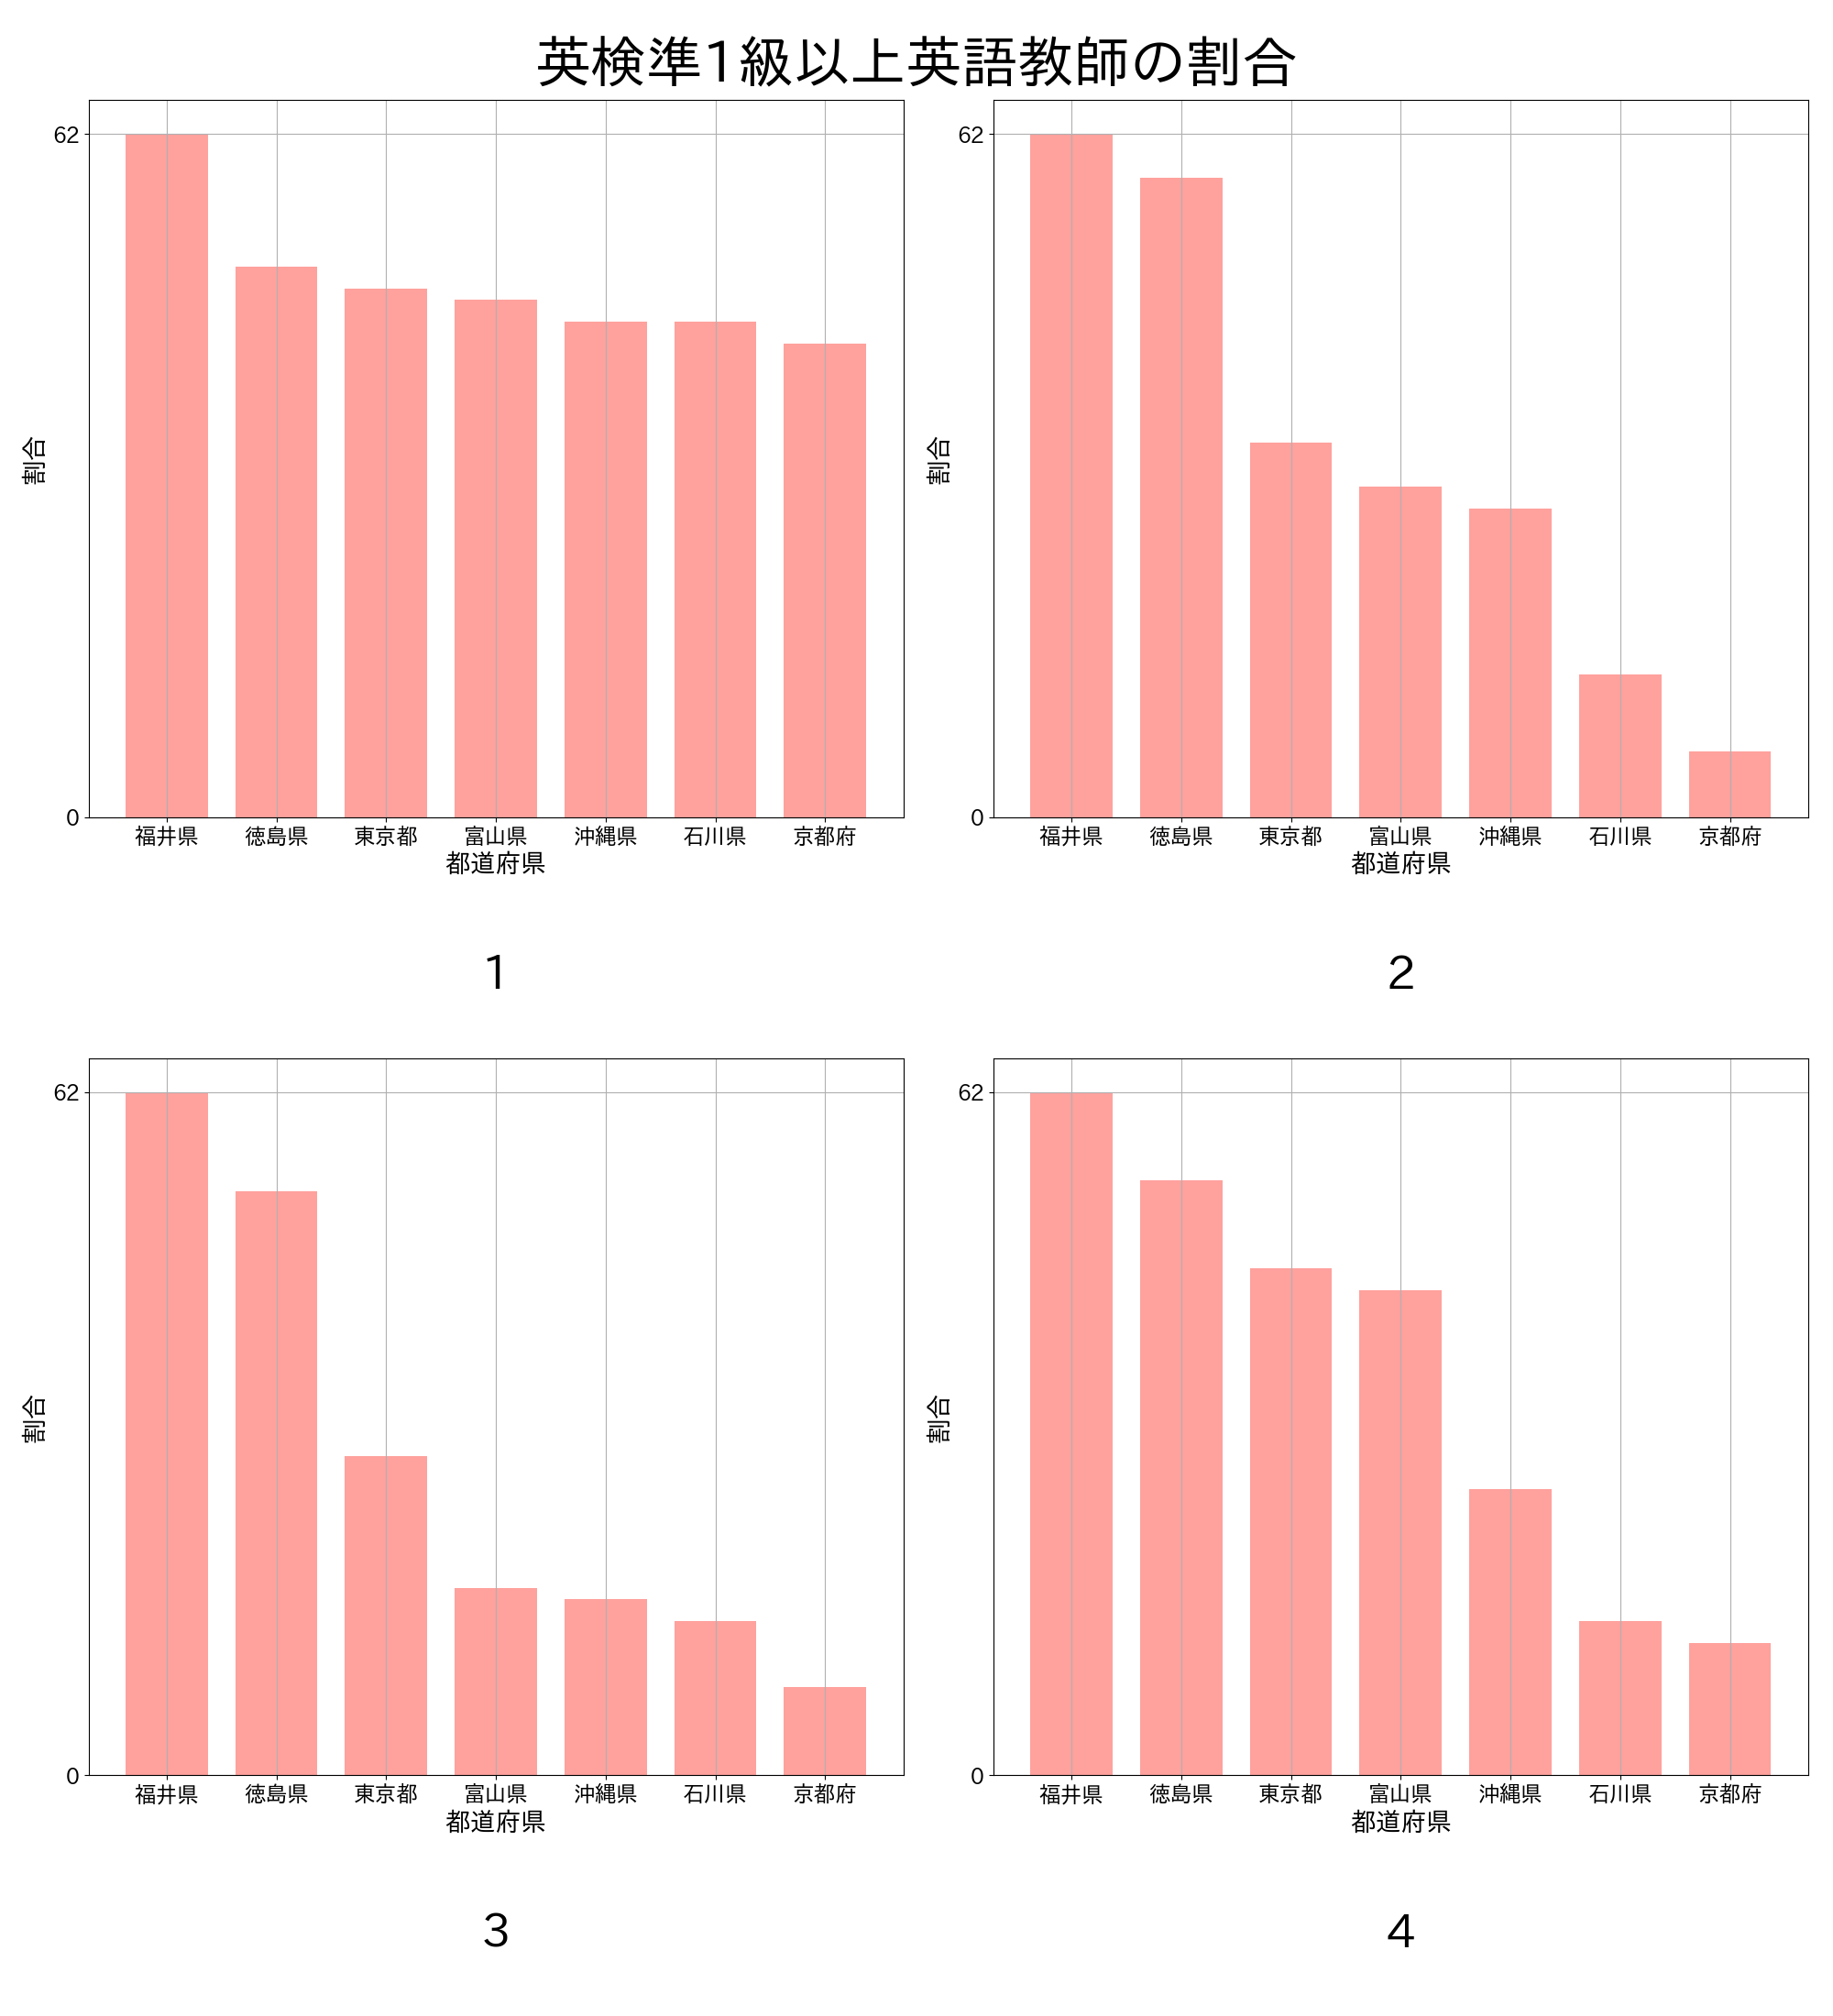 英検準1級以上英語教師の割合
62
0
割合
福井県 徳島県 東京都 富山県 沖縄県 石川県 京都府
都道府県
1
62
0
割合
福井県 徳島県 東京都 富山県 沖縄県 石川県 京都府
都道府県
2
62
0
割合
福井県 徳島県 東京都 富山県 沖縄県 石川県 京都府
都道府県
3
62
0
割合
福井県 徳島県 東京都 富山県 沖縄県 石川県 京都府
都道府県
4